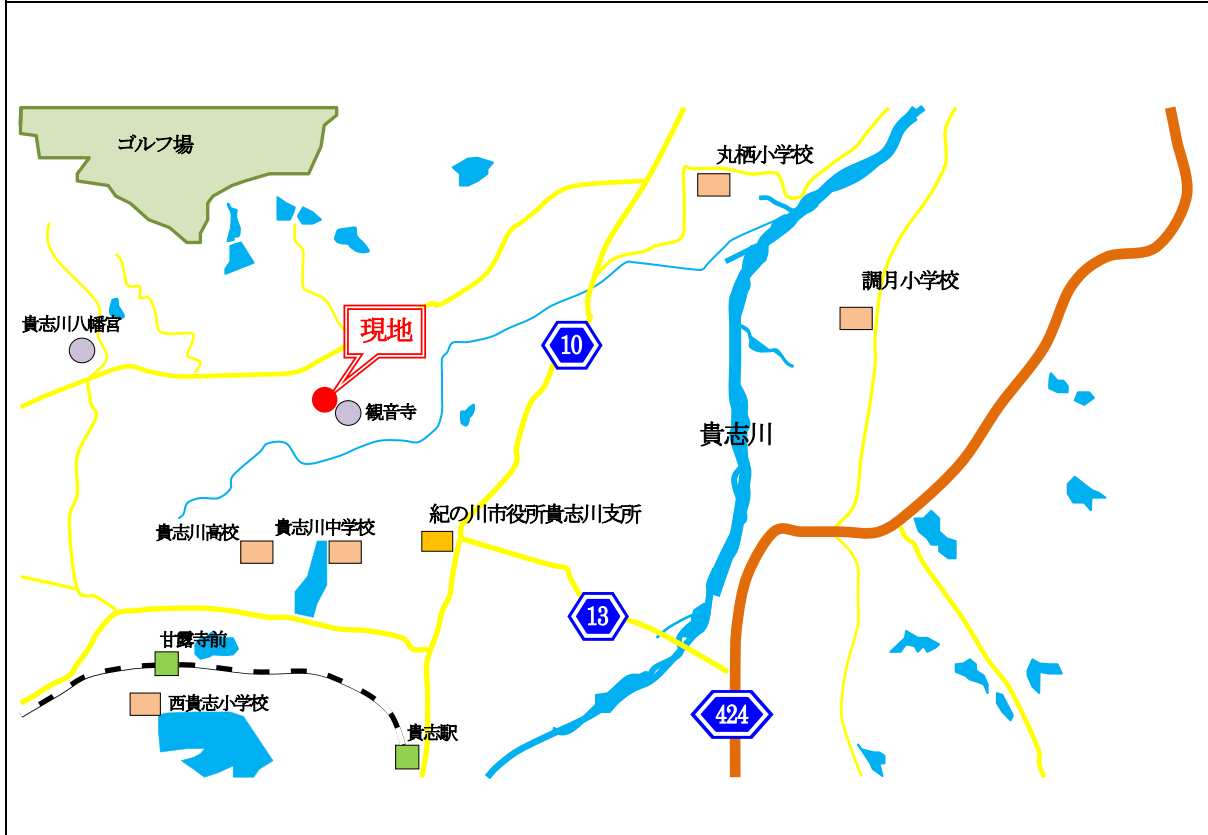 ゴルフ場
丸栖小学校
調月小学校
貴志川八幡宮
現地
10
観音寺
貴志川
紀の川市役所貴志川支所
貴志川高校
貴志川中学校
13
甘露寺前
西貴志小学校
424
貴志駅